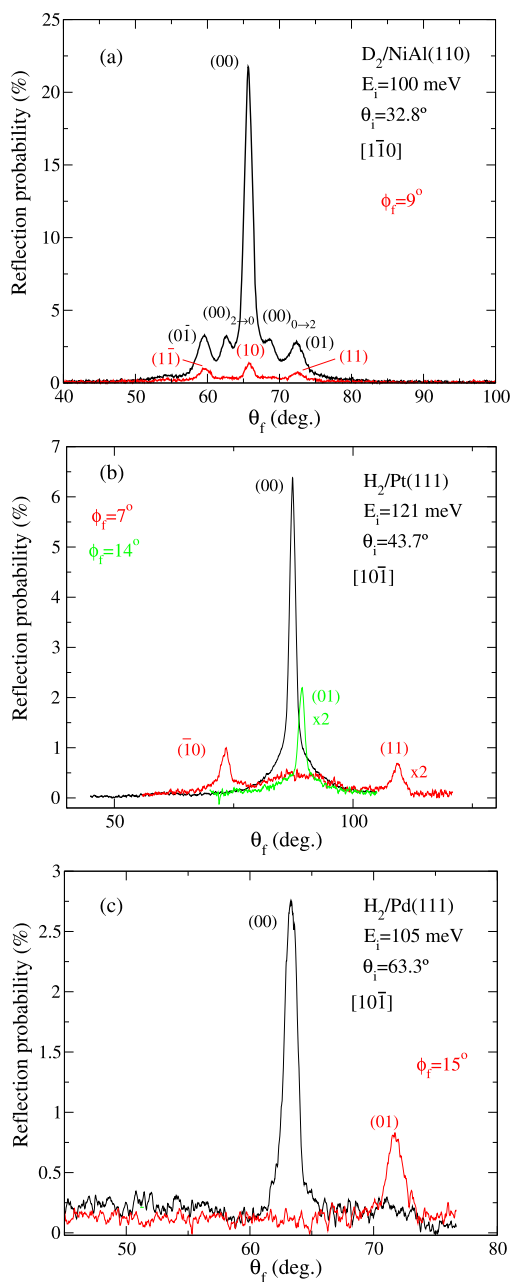 25
20
15
10
5
0
40
50
60
70
80
90
100
Reflection probability (%)
θf (deg.)
(a)
(00)
D2/NiAl(110)
Ei=100 meV
θi=32.8º
[11̅0]
ϕf=9°
(01̅)
(00)2→0
(00)0→2
(01)
(11̅)
(10)
(11)
7
6
5
4
3
2
1
0
50
100
Reflection probability (%)
θf (deg.)
(b)
(00)
H2/Pt(111)
Ei=121 meV
θi=43.7º
[101̅]
ϕf=7°
ϕf=14°
(01)
x2
(1̅0)
(11)
x2
3
2.5
2
1.5
1
0.5
0
50
60
70
80
Reflection probability (%)
θf (deg.)
(c)
(00)
H2/Pd(111)
Ei=105 meV
θi=63.3º
[101̅]
ϕf=15°
(01)